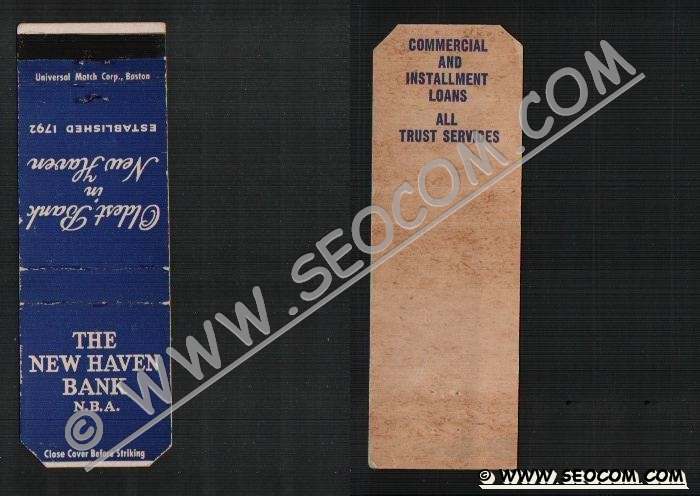 Universal Match Corp., Boston
Oldest Bank
in
New Haven
ESTABLISHED 1792
THE
NEW HAVEN
BANK
N.B.A.
Close Cover Before Striking
COMMERCIAL
AND
INSTALLMENT
LOANS
ALL
TRUST SERVICES
© WWW.SEOCOM.COM
© WWW.SEOCOM.COM